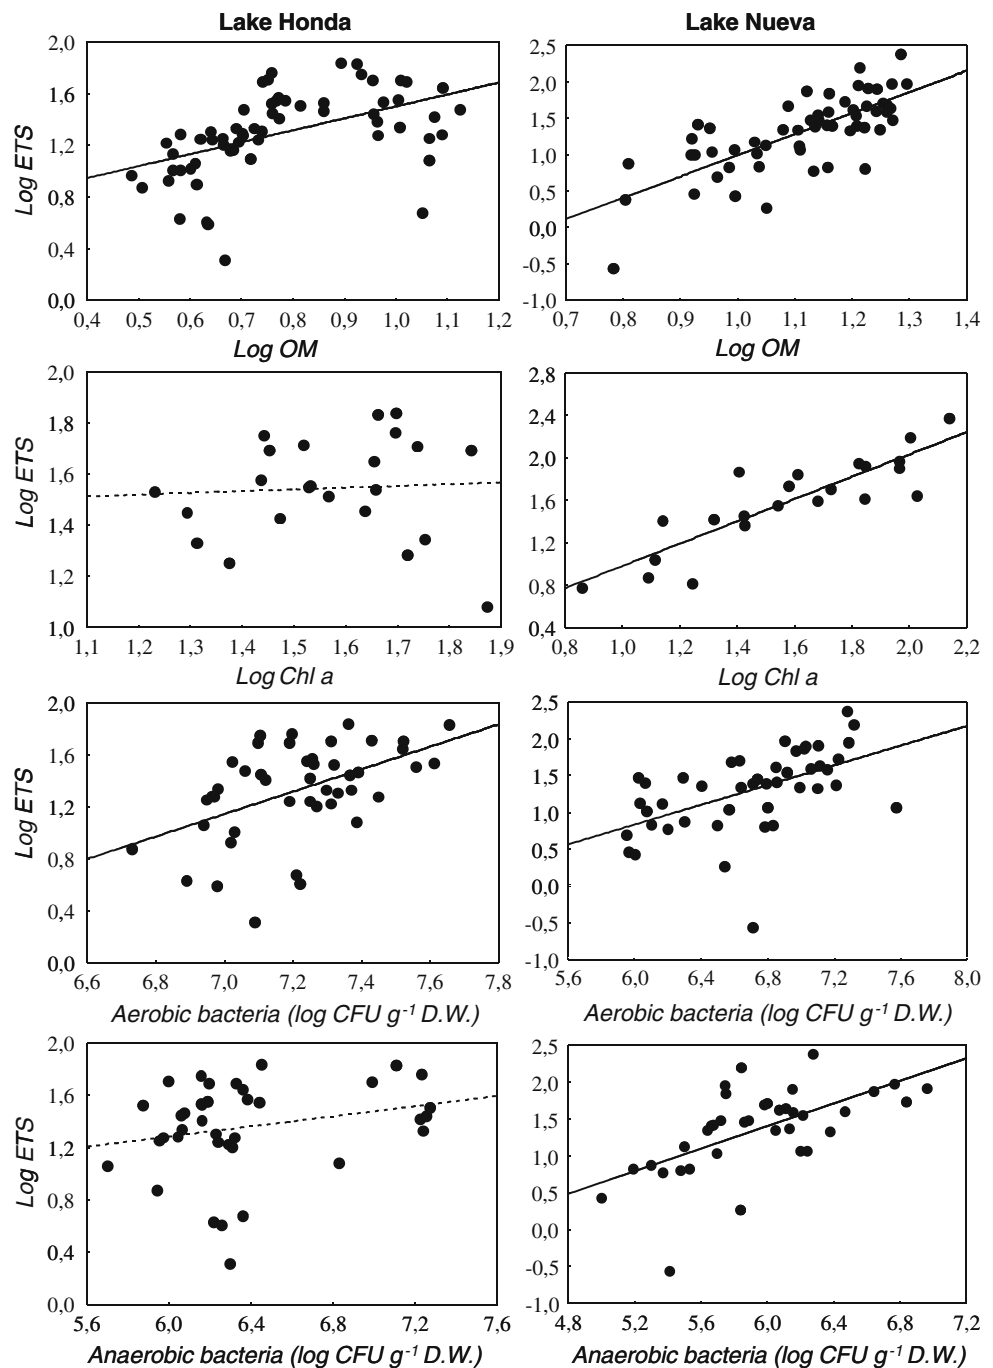 Lake Honda
Lake Nueva
Log ETS
2,0
1,6
1,2
0,8
0,4
0,0
0,4 0,5 0,6 0,7 0,8 0,9 1,0 1,1 1,2
Log OM
2,5
2,0
1,5
1,0
0,5
0,0
-0,5
-1,0
0,7 0,8 0,9 1,0 1,1 1,2 1,3 1,4
Log OM
Log ETS
2,0
1.8
1,6
1,4
1,2
1.0
1,1 1,2 1,3 1,4 1,5 1,6 1,7 1,8 1,9
Log Chl a
2,8
2,4
2,0
1,6
1,2
0,8
0,4
0,8 1,0 1,2 1,4 1,6 1,8 2,0 2,2
Log Chl a
Log ETS
2,0
1,6
1,2
0,8
0,4
0,0
6,6 6,8 7,0 7,2 7,4 7,6 7,8
Aerobic bacteria (log CFU g-1 D.W.)
2,5
2,0
1,5
1,0
0,5
0,0
-0,5
-1,0
5,6 6,0 6,4 6,8 7,2 7,6 8,0
Aerobic bacteria (log CFU g-1 D.W.)
Log ETS
2,0
1,6
1,2
0,8
0,4
0,0
5,6 6,0 6,4 6,8 7,2 7,6
Anaerobic bacteria (log CFU g-1 D.W.)
2,5
2,0
1,5
1,0
0,5
0,0
-0,5
-1,0
4,8 5,2 5,6 6,0 6,4 6,8 7,2
Anaerobic bacteria (log CFU g-1 D.W.)